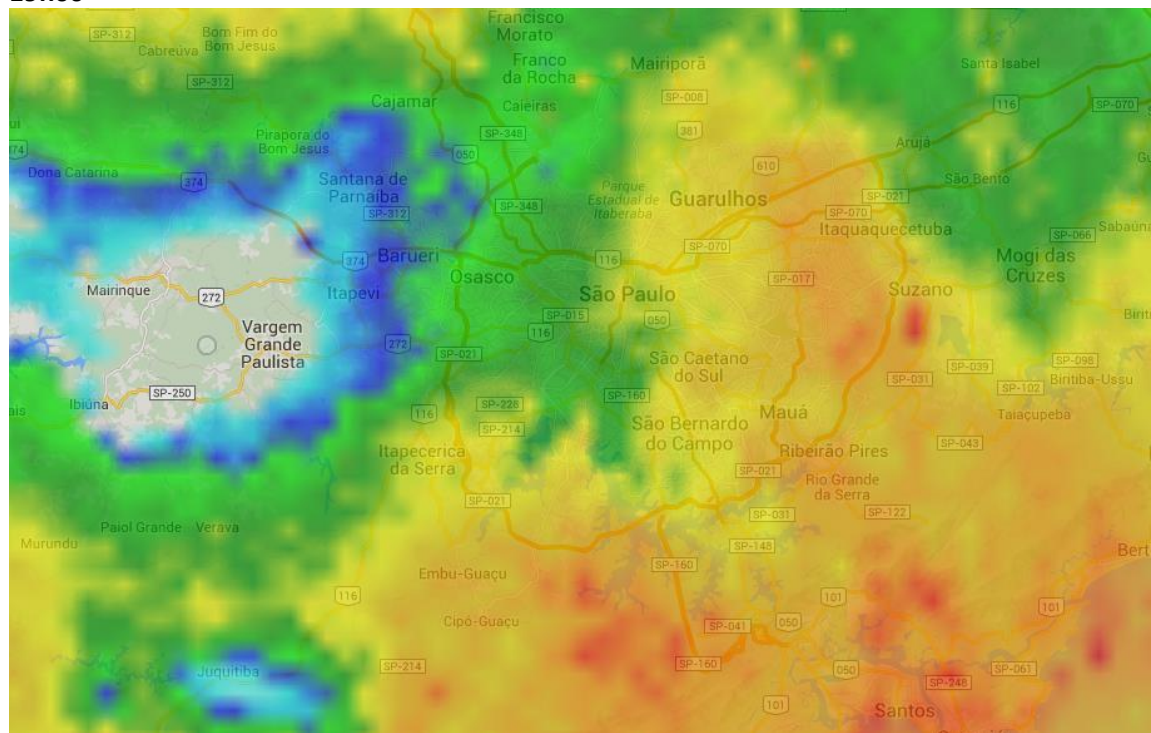 Francisco
Morato
SP-312
Bom Fim do
Bom Jesus
Cabreúva
Franco
da Rocha
Mairiporã
Santa Isabel
SP-312
Cajamar
Caieiras
SP-008
116
SP-070
Pirapora do
Bom Jesus
SP-348
381
Arujá
374
050
610
Dona Catarina
374
Santana de
Parnaíba
Parque
Estadual de
Itaberaba
São Bento
SP-312
SP-348
Guarulhos
SP-021
SP-070
Itaquaquecetuba
SP-066
Sabaúna
374
Barueri
116
SP-070
Mogi das
Cruzes
Mairinque
272
Itapevi
Osasco
São Paulo
SP-017
Suzano
Vargem
Grande
Paulista
272
SP-015
116
050
SP-021
São Caetano
do Sul
SP-098
SP-039
SP-031
Biritiba-Ussu
SP-250
SP-160
SP-102
Ibiúna
116
SP-228
SP-214
Mauá
Taiaçupeba
São Bernardo
do Campo
SP-043
Itapecerica
da Serra
Ribeirão Pires
SP-021
Rio Grande
da Serra
SP-021
SP-031
SP-122
Paiol Grande
Verava
Murundu
SP-148
Bert
SP-160
Embu-Guaçu
116
101
101
Cipó-Guaçu
SP-041
050
Juquitiba
SP-214
SP-160
050
SP-061
SP-248
101
Santos